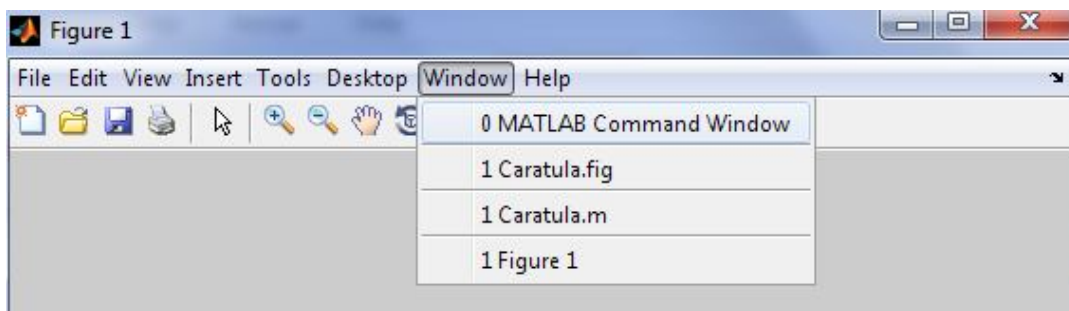 Figure 1
File Edit View Insert Tools Desktop Window Help
0 MATLAB Command Window
1 Caratula.fig
1 Caratula.m
1 Figure 1